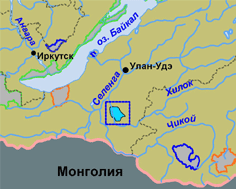 Ангара
оз. Байкал
Иркутск
Улан-Удэ
Селенга
Хилок
Чикой
Монголия